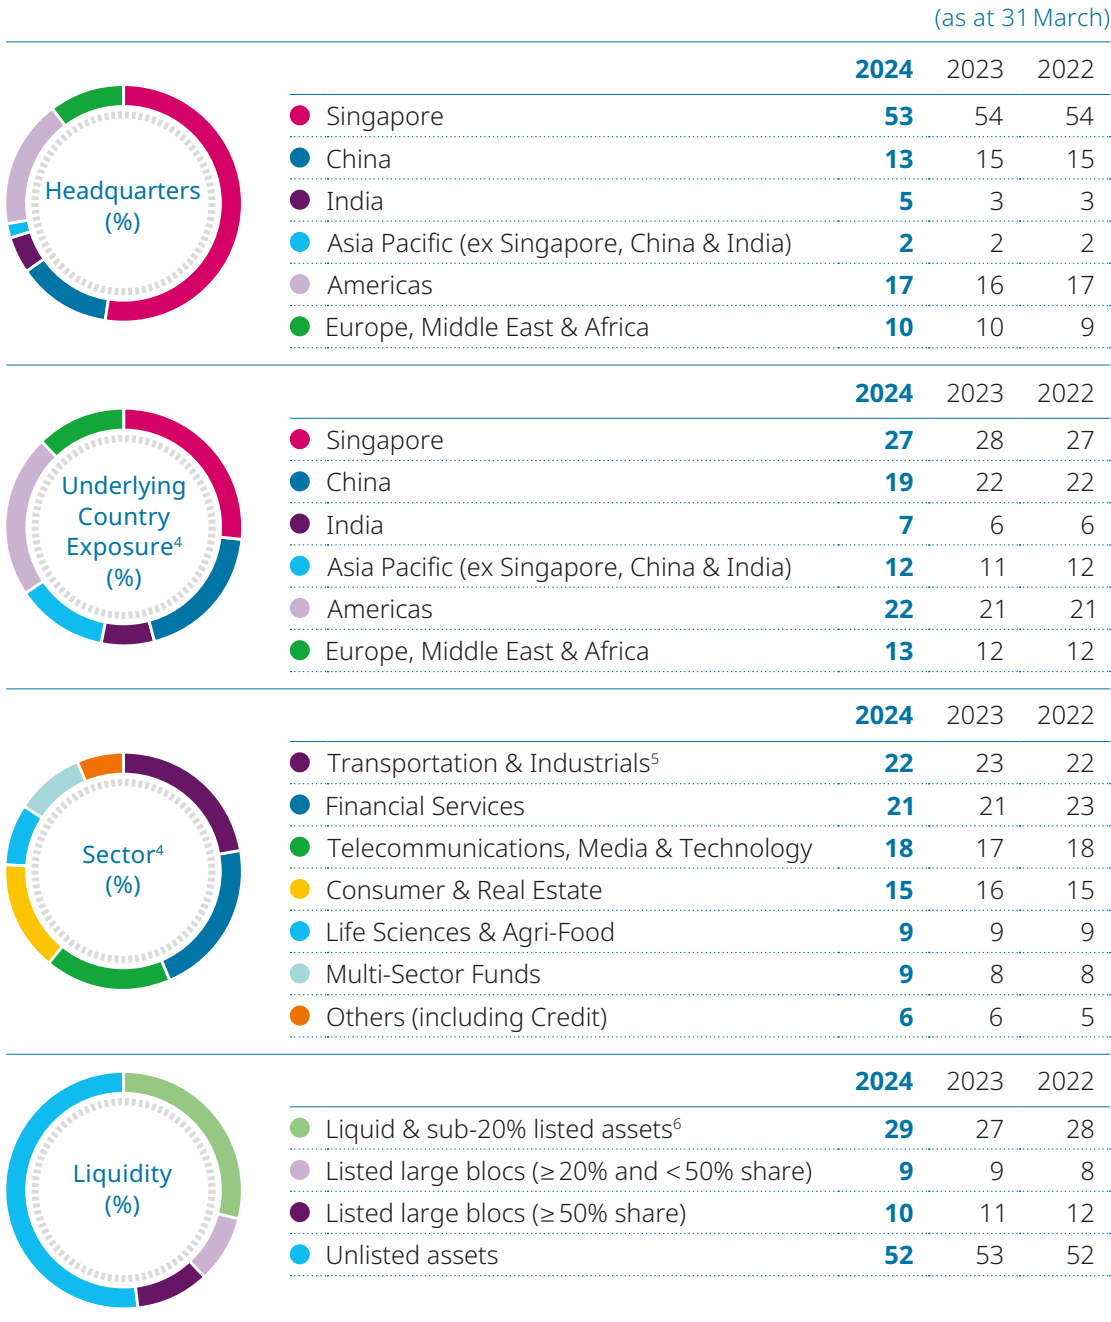 (as at 31 March)
2024 2023 2022
Headquarters
(%)
Singapore 53 54 54
China 13 15 15
India 5 3 3
Asia Pacific (ex Singapore, China & India) 2 2 2
Americas 17 16 17
Europe, Middle East & Africa 10 10 9
2024 2023 2022
Underlying
Country
Exposure⁴
(%)
Singapore 27 28 27
China 19 22 22
India 7 6 6
Asia Pacific (ex Singapore, China & India) 12 11 12
Americas 22 21 21
Europe, Middle East & Africa 13 12 12
2024 2023 2022
Sector⁴
(%)
Transportation & Industrials⁵ 22 23 22
Financial Services 21 21 23
Telecommunications, Media & Technology 18 17 18
Consumer & Real Estate 15 16 15
Life Sciences & Agri-Food 9 9 9
Multi-Sector Funds 9 8 8
Others (including Credit) 6 6 5
2024 2023 2022
Liquidity
(%)
Liquid & sub-20% listed assets⁶ 29 27 28
Listed large blocs (≥20% and <50% share) 9 9 8
Listed large blocs (≥50% share) 10 11 12
Unlisted assets 52 53 52